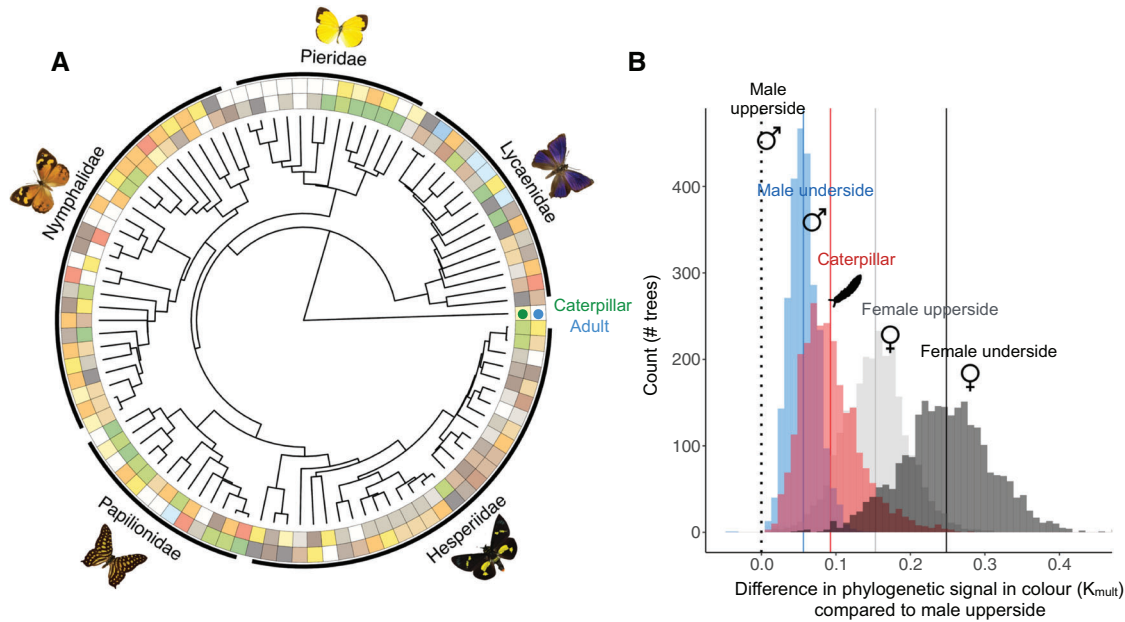 A
Pieridae
Lycaenidae
Nymphalidae
Caterpillar
Adult
Papilionidae
Hesperiidae
B
Male
upperside
Male underside
Caterpillar
Female upperside
Female underside
Count (# trees)
400
300
200
100
0
0.0 0.1 0.2 0.3 0.4
Difference in phylogenetic signal in colour (Kmult)
compared to male upperside